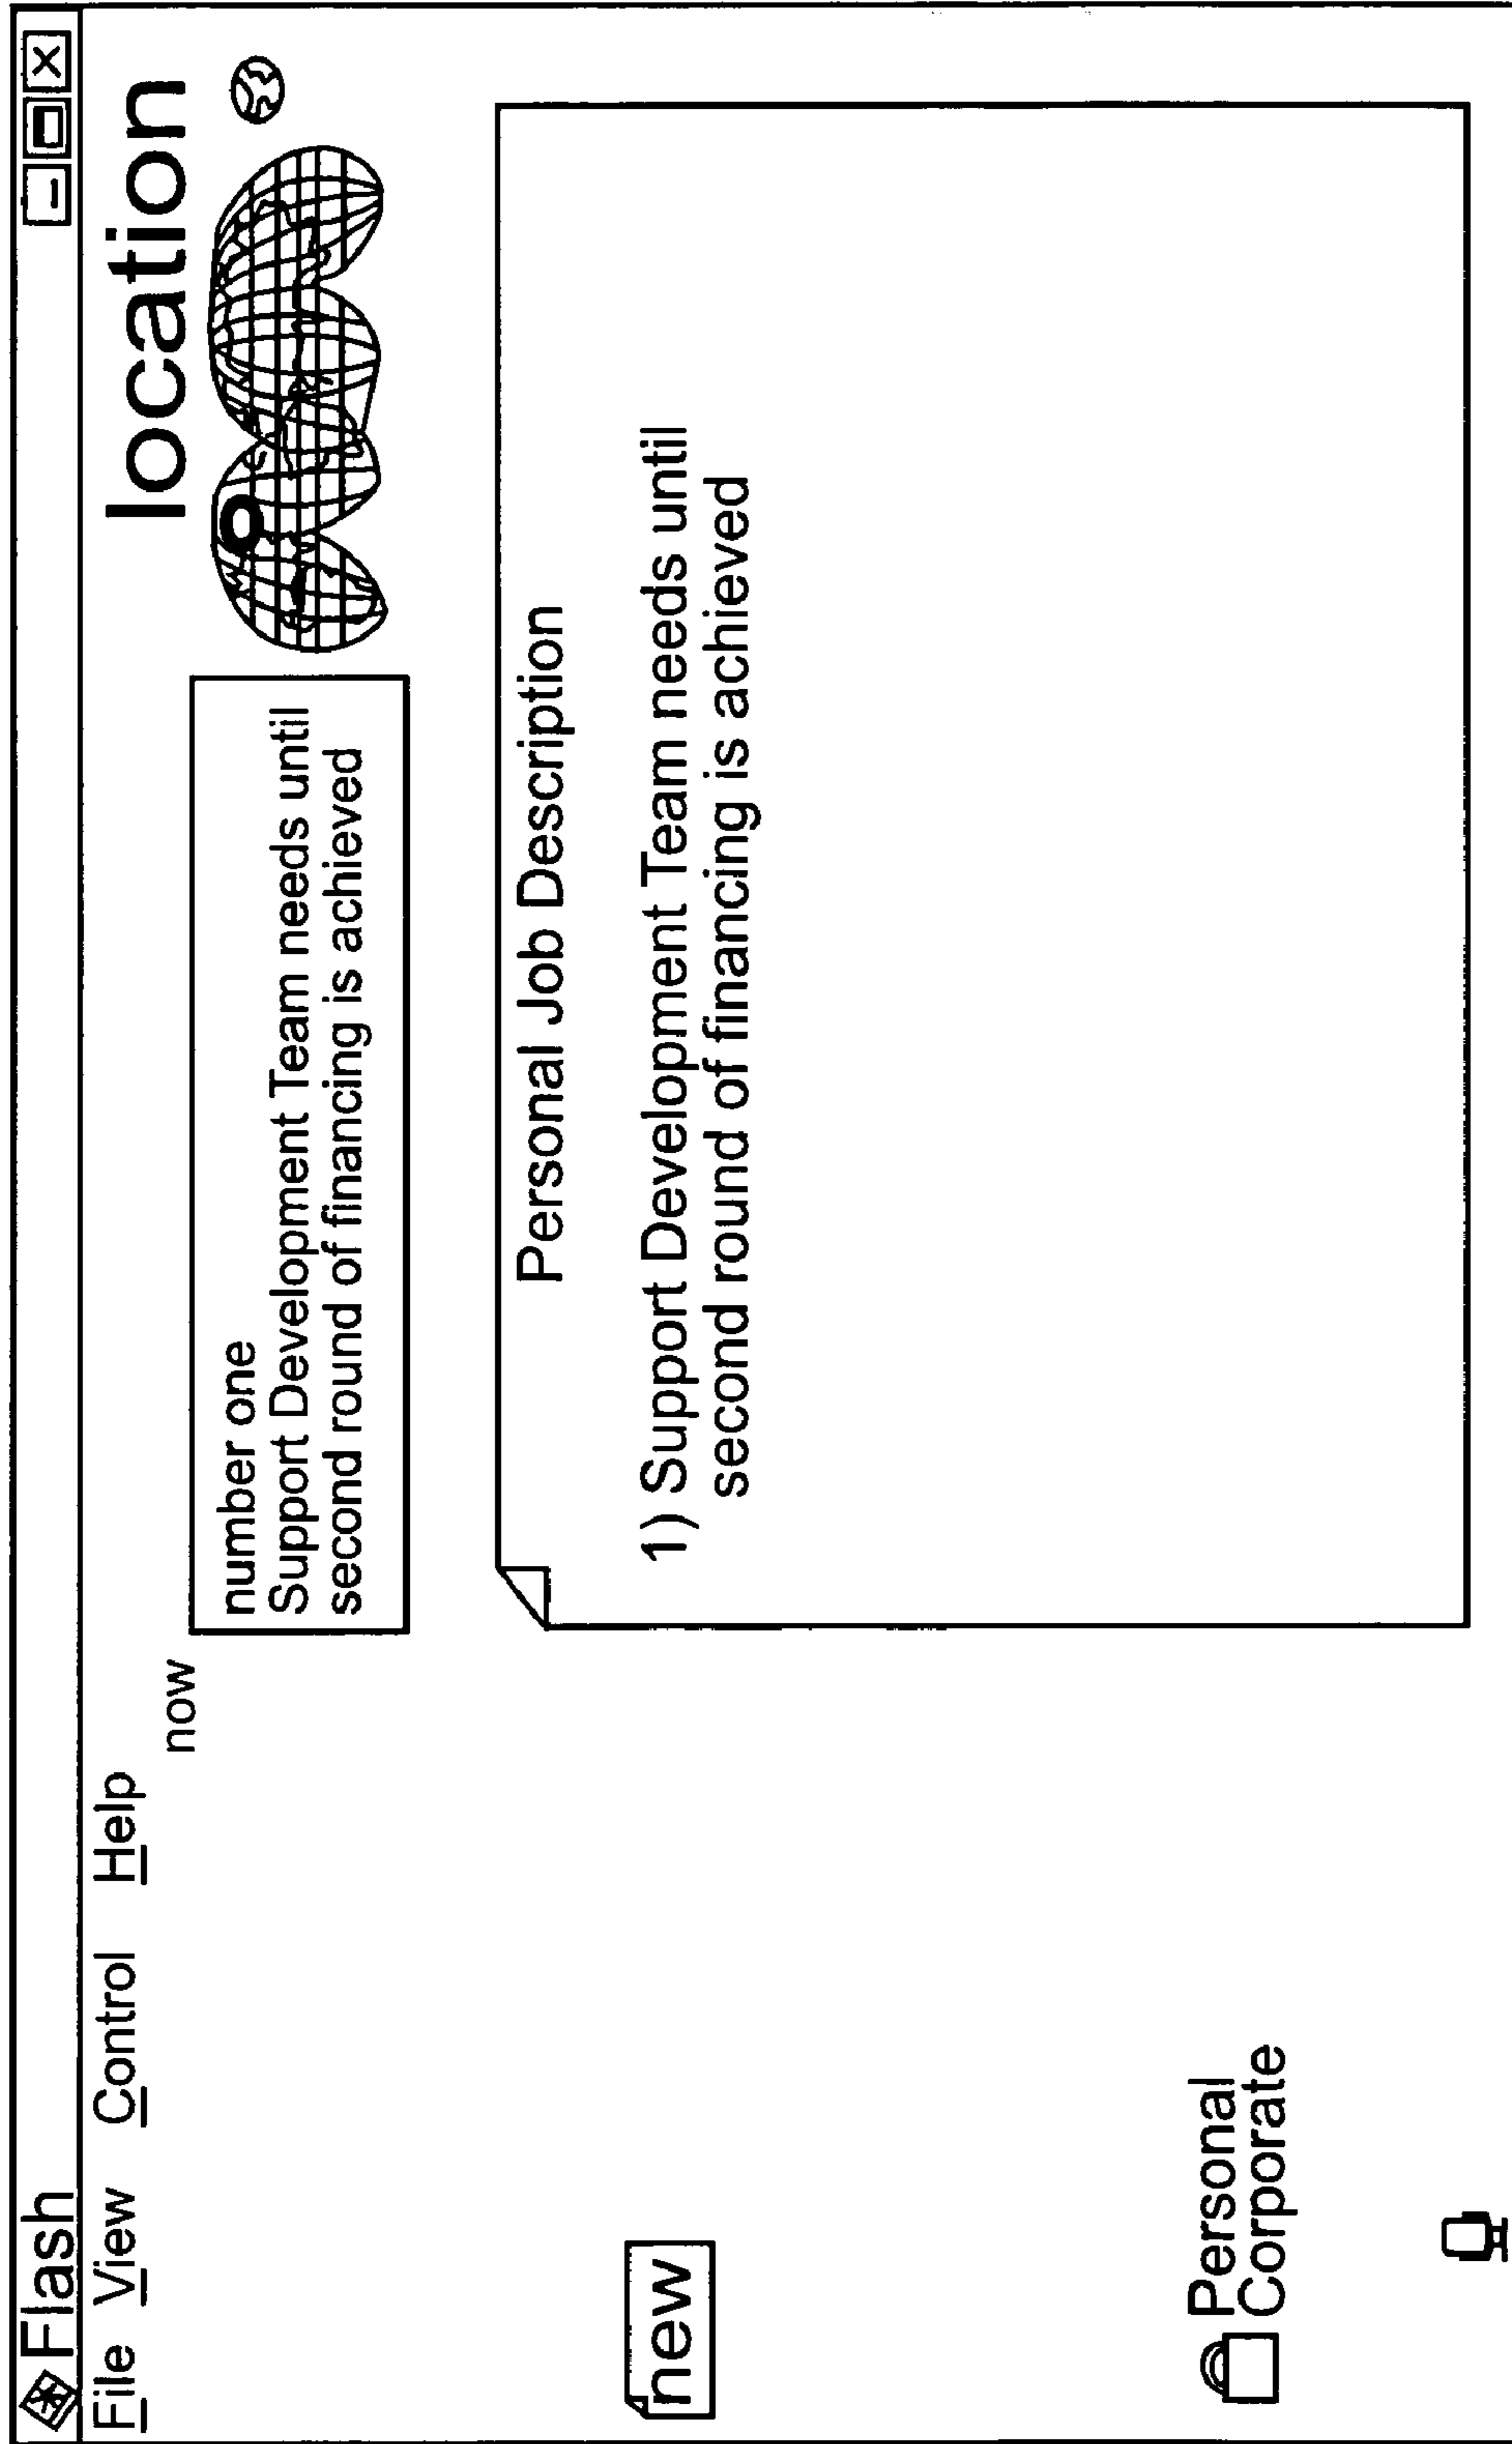 Flash
File View Control Help
now
location
number one
Support Development Team needs until
second round of financing is achieved
Personal Job Description
1) Support Development Team needs until
second round of financing is achieved
new
Personal
Corporate